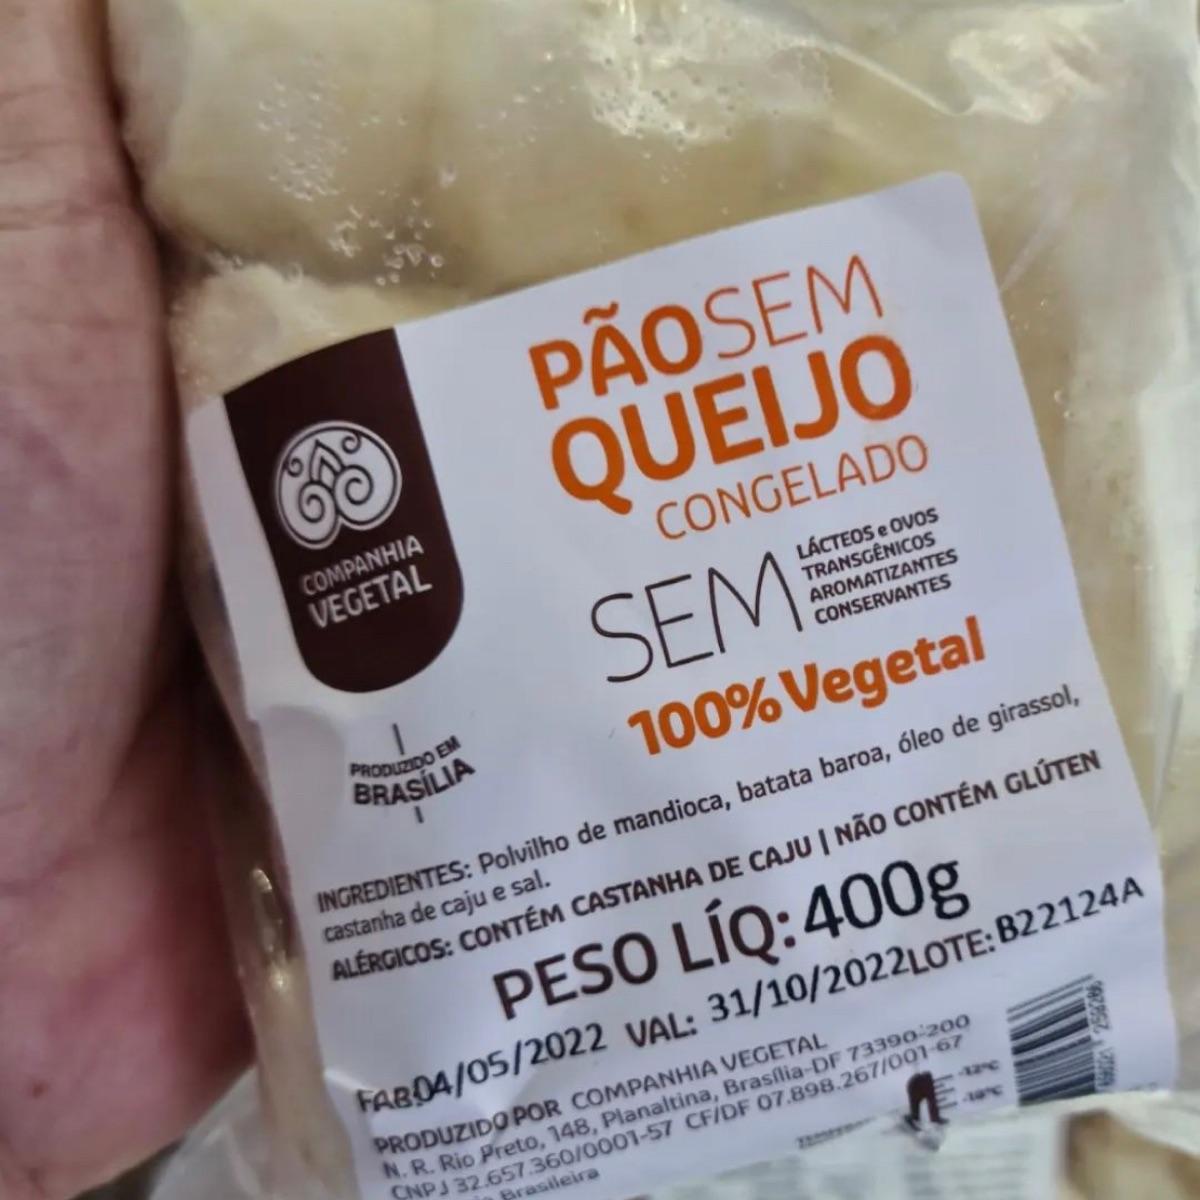 PÃO SEM
QUEIJO
CONGELADO
SEM
LÁCTEOS e OVOS
TRANSGÊNICOS
AROMATIZANTES
CONSERVANTES
100% Vegetal
COMPANHIA
VEGETAL
PRODUZIDO EM
BRASÍLIA
INGREDIENTES: Polvilho de mandioca, batata baroa, óleo de girassol,
castanha de caju e sal.
ALÉRGICOS: CONTÉM CASTANHA DE CAJU | NÃO CONTÉM GLÚTEN
PESO LÍQ: 400g
FAB: 04/05/2022 VAL: 31/10/2022 LOTE: B22124A
PRODUZIDO POR COMPANHIA VEGETAL
N. R. Rio Preto, 148, Planaltina, Brasília-DF 73390-200
CNPJ 32.657.360/0001-57 CF/DF 07.898.267/001-67
Brasileira
-12°C